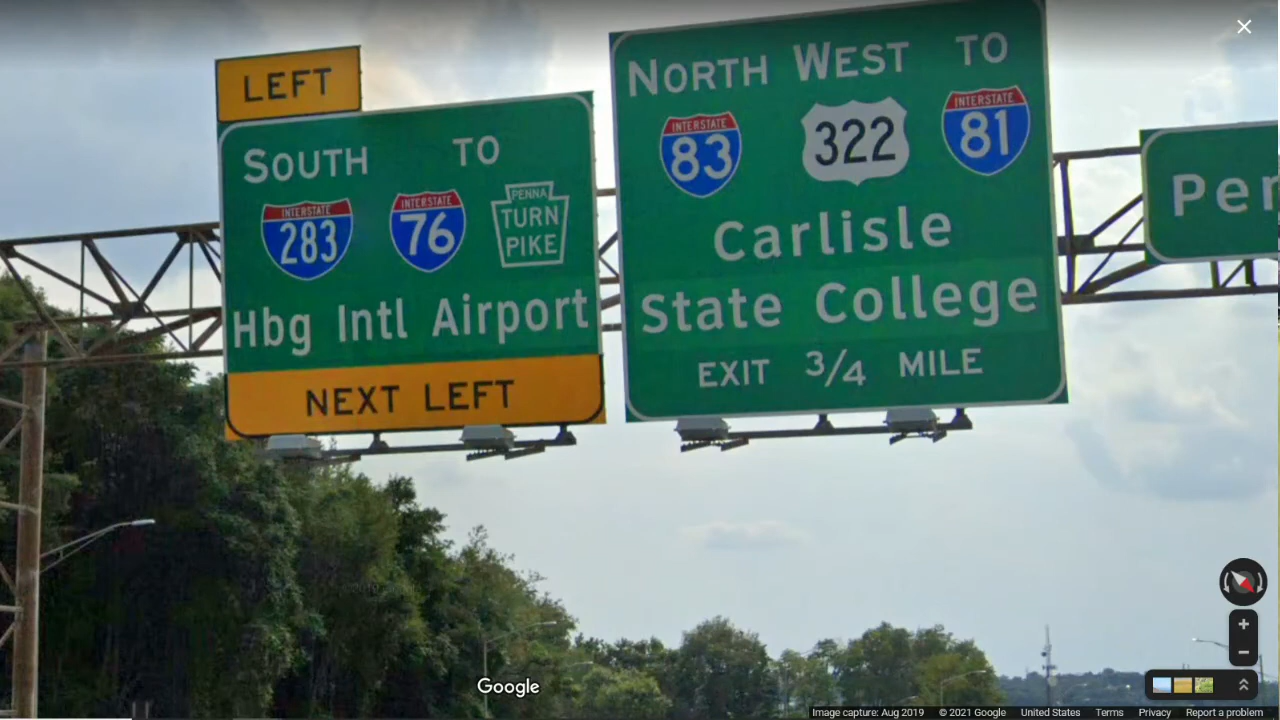 LEFT
SOUTH TO
INTERSTATE 283 INTERSTATE 76 PENNA TURN PIKE
Hbg Intl Airport
NEXT LEFT
NORTH WEST TO
INTERSTATE 83 322 INTERSTATE 81
Carlisle
State College
EXIT 3/4 MILE
Google
Image capture: Aug 2019 © 2021 Google United States Terms Privacy Report a problem